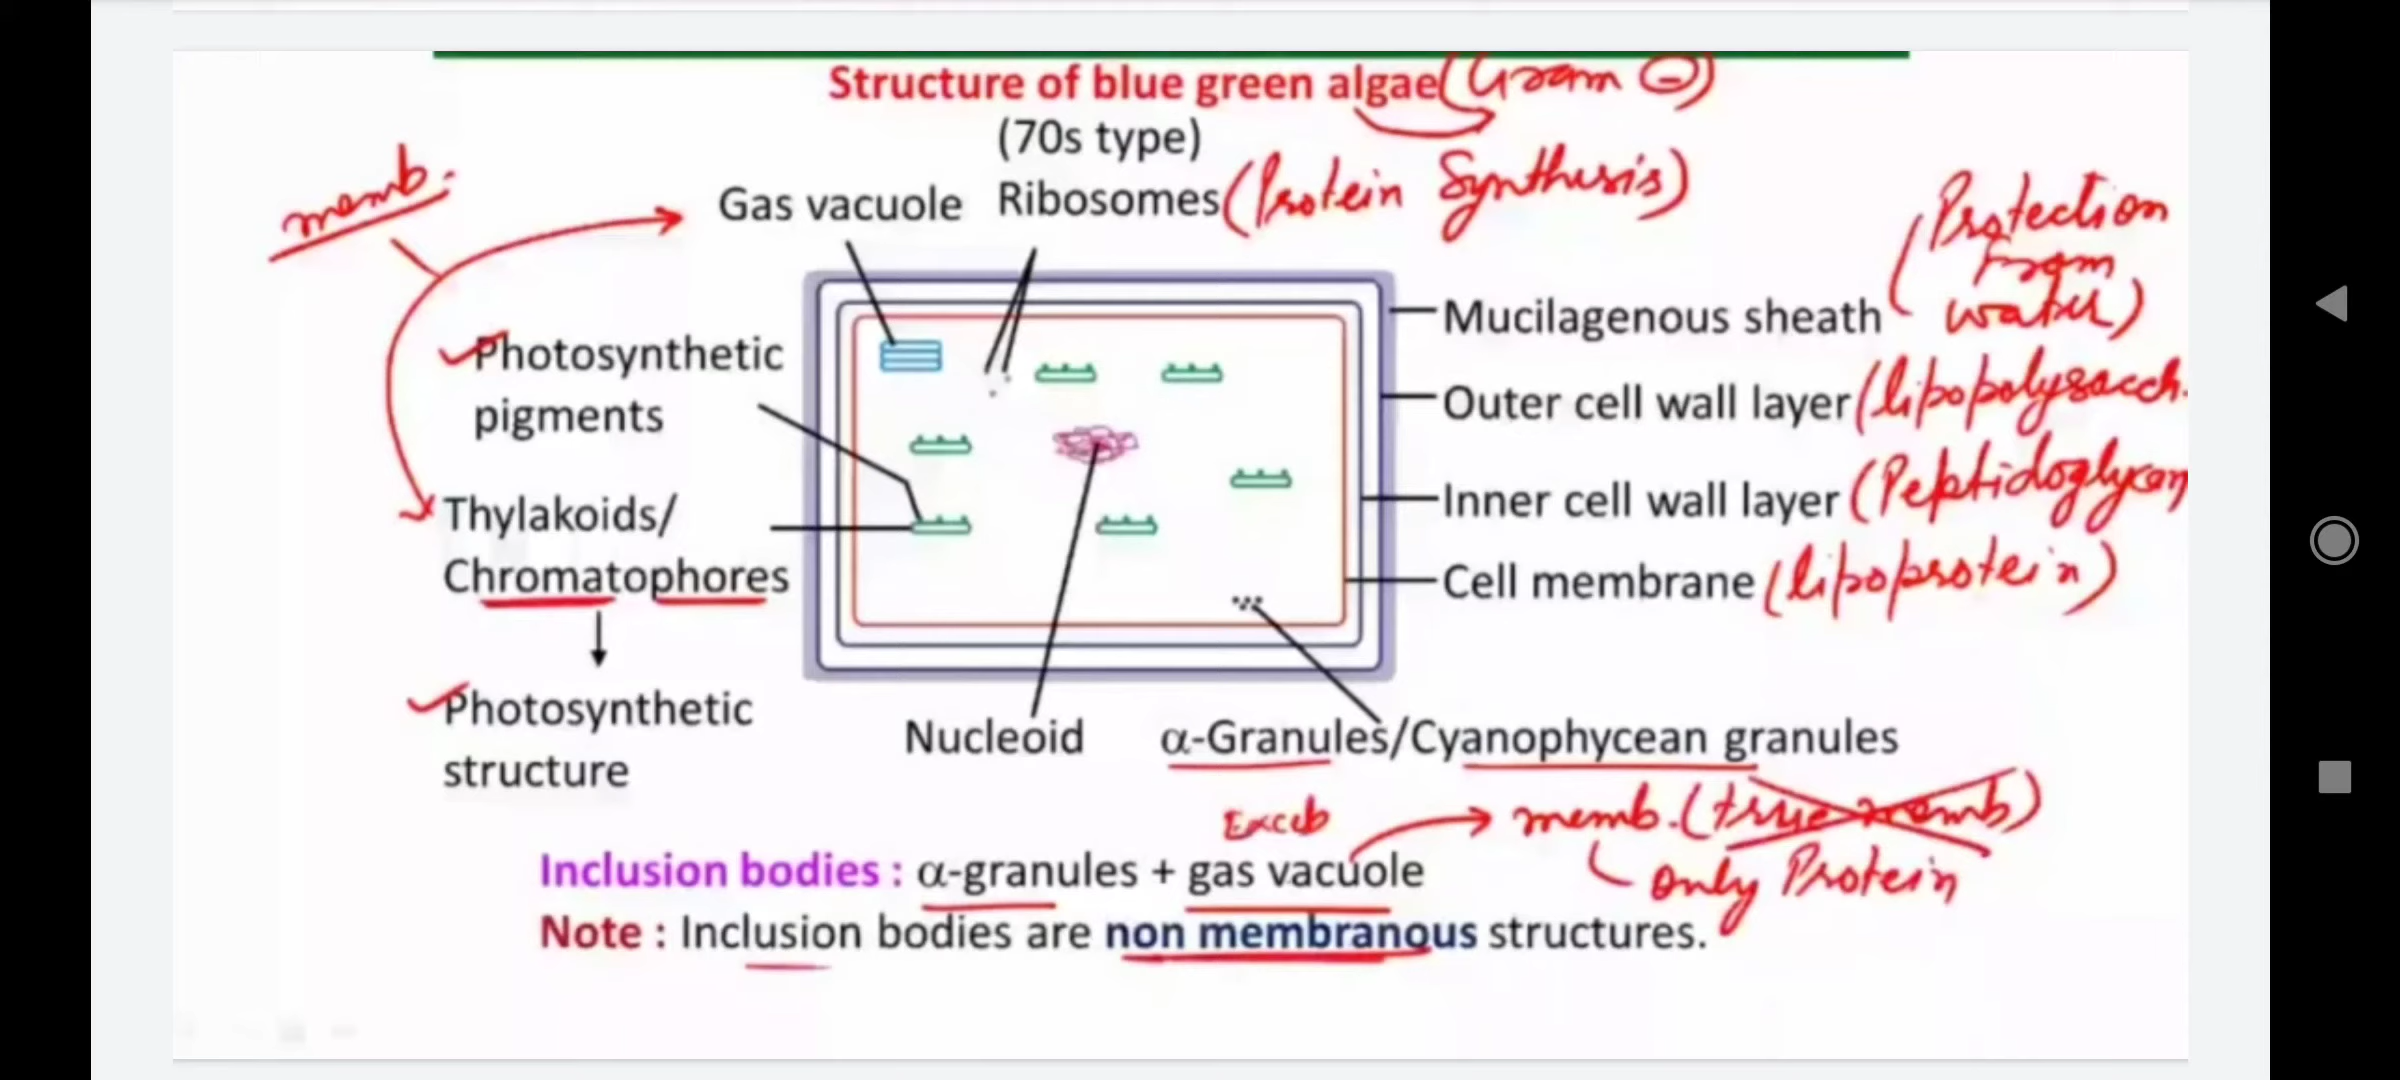 Structure of blue green algae (Gram ⊖)
(70s type)
memb.
Gas vacuole
Ribosomes (Protein Synthesis)
(Protection
from
water)
Mucilagenous sheath
Photosynthetic
pigments
Outer cell wall layer (lipopolysacch.
Inner cell wall layer (Peptidoglycan
Thylakoids/
Chromatophores
Cell membrane (lipoprotein)
Photosynthetic
structure
Nucleoid
α-Granules/Cyanophycean granules
memb. (true memb)
only Protein
Inclusion bodies : α-granules + gas vacuole
Note : Inclusion bodies are non membranous structures.